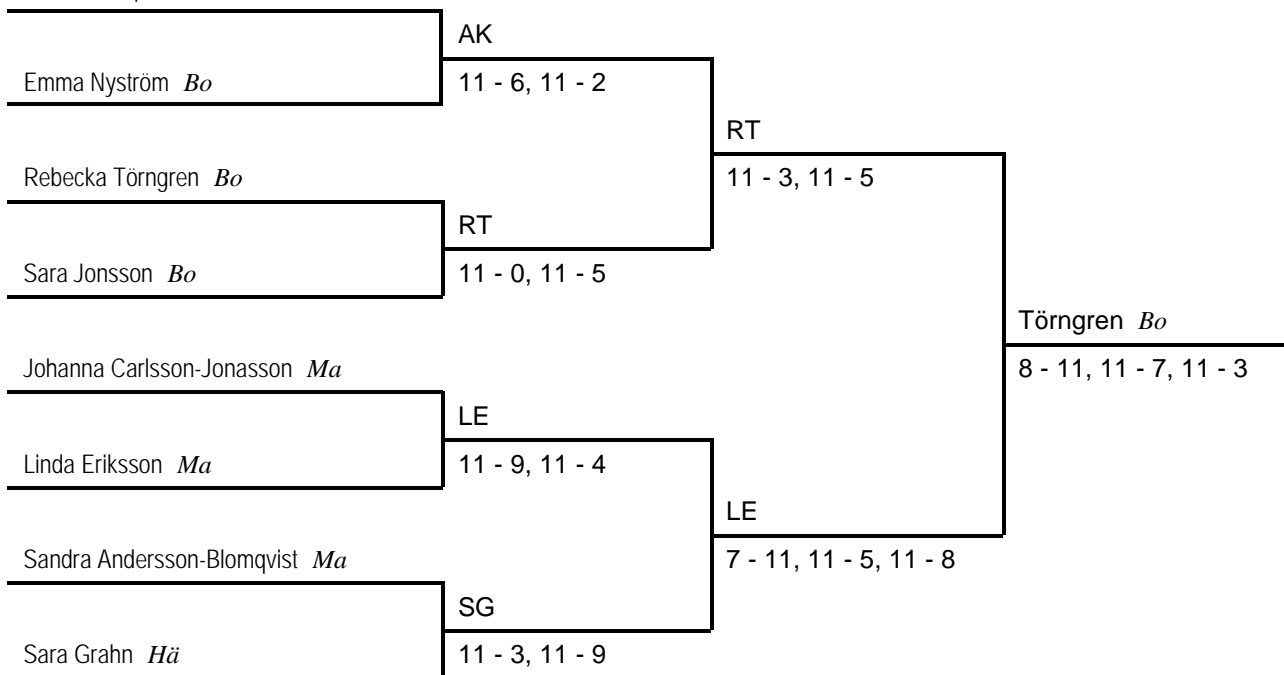 AK
Emma Nyström Bo 11 - 6, 11 - 2
RT
Rebecka Törngren Bo 11 - 3, 11 - 5
RT
Sara Jonsson Bo 11 - 0, 11 - 5
Törngren Bo
Johanna Carlsson-Jonasson Ma 8 - 11, 11 - 7, 11 - 3
LE
Linda Eriksson Ma 11 - 9, 11 - 4
LE
Sandra Andersson-Blomqvist Ma 7 - 11, 11 - 5, 11 - 8
SG
Sara Grahn Hä 11 - 3, 11 - 9